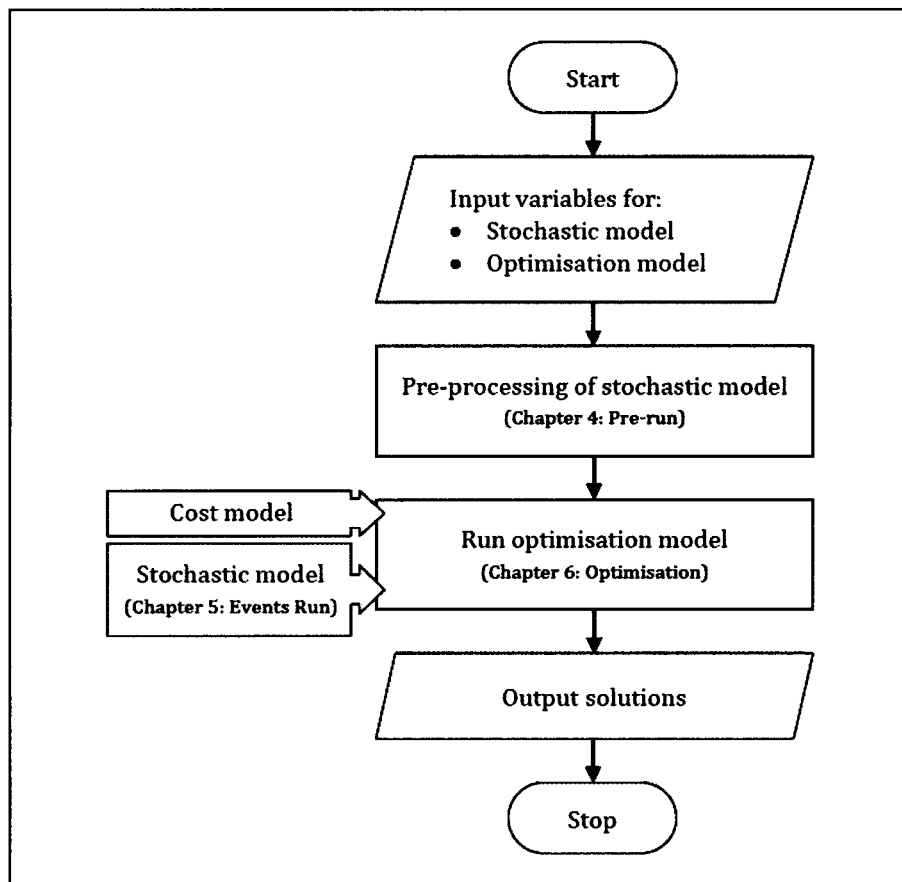 Start
Input variables for:
• Stochastic model
• Optimisation model
Pre-processing of stochastic model
(Chapter 4: Pre-run)
Cost model
Stochastic model
(Chapter 5: Events Run)
Run optimisation model
(Chapter 6: Optimisation)
Output solutions
Stop